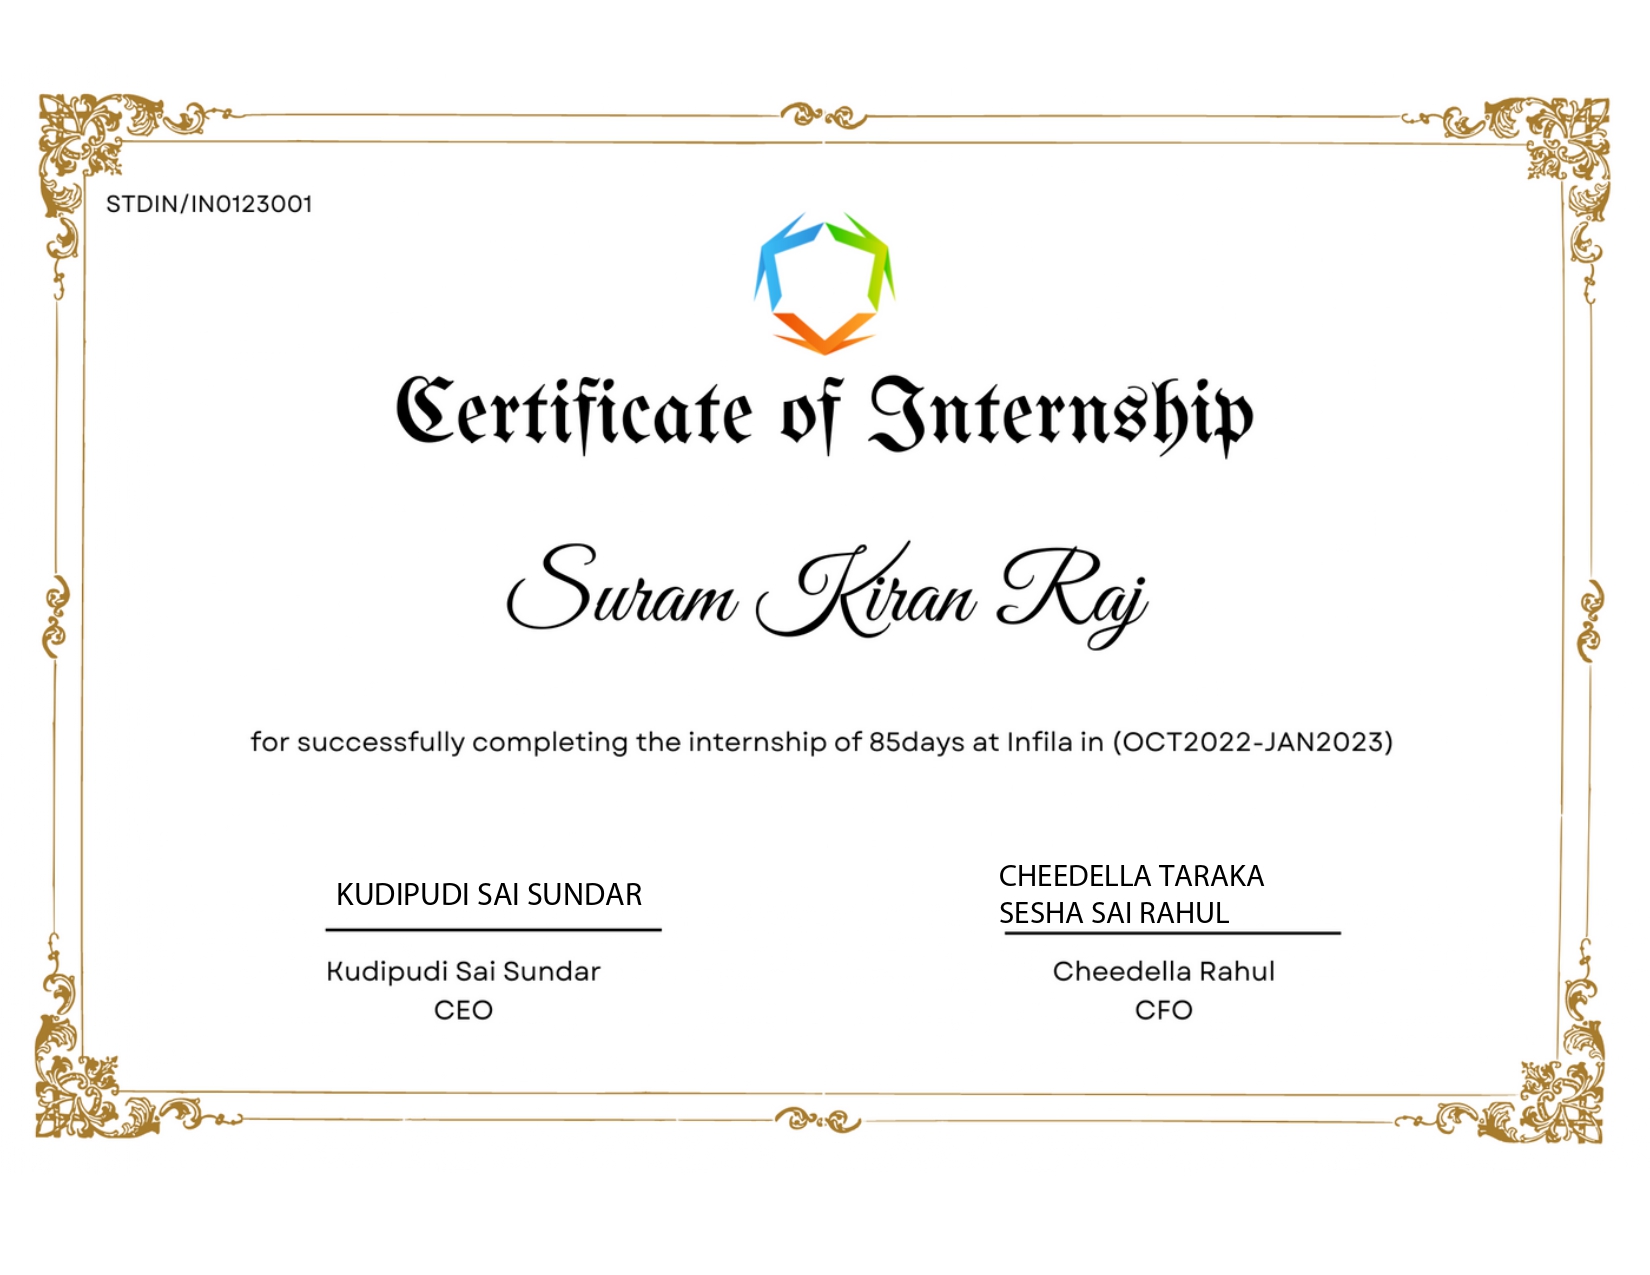 STDIN/IN0123001
Certificate of Internship
Suram Kiran Raj
for successfully completing the internship of 85days at Infila in (OCT2022-JAN2023)
KUDIPUDI SAI SUNDAR
Kudipudi Sai Sundar
CEO
CHEEDELLA TARAKA
SESHA SAI RAHUL
Cheedella Rahul
CFO